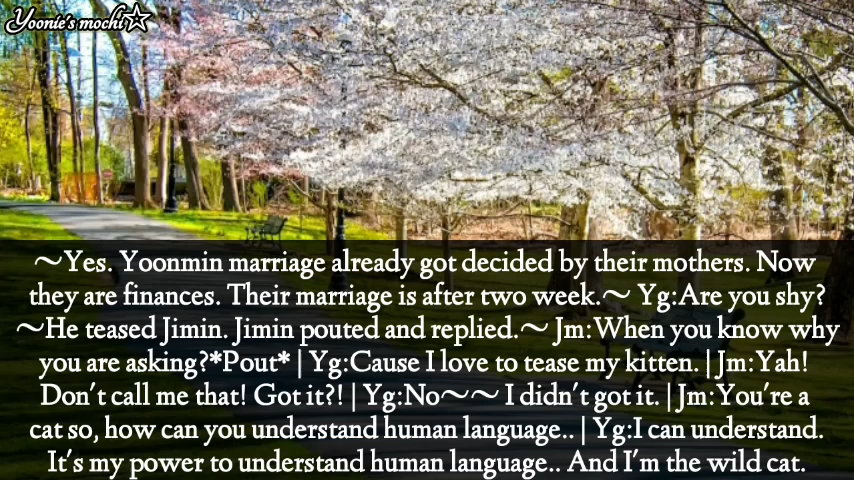 Yoonie's mochi☆
～Yes. Yoonmin marriage already got decided by their mothers. Now
they are finances. Their marriage is after two week.～ Yg:Are you shy?
～He teased Jimin. Jimin pouted and replied.～ Jm:When you know why
you are asking?*Pout* | Yg:Cause I love to tease my kitten. | Jm:Yah!
Don't call me that! Got it?! | Yg:No～～ I didn't got it. | Jm:You're a
cat so, how can you understand human language.. | Yg:I can understand.
It's my power to understand human language.. And I'm the wild cat.